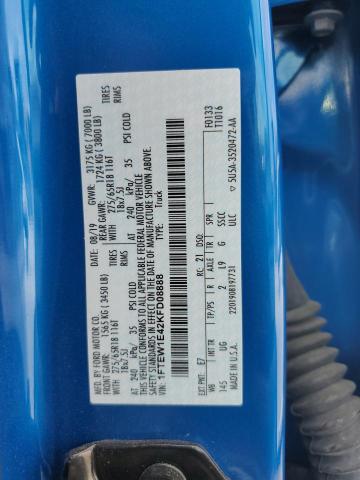 MFD. BY FORD MOTOR CO.
DATE: 08/19 GVWR: 3175 KG ( 7000 LB)
FRONT GAWR: 1565 KG ( 3450 LB) REAR GAWR: 1724 KG ( 3800 LB)
WITH 275/65R18 116T TIRES WITH 275/65R18 116T TIRES
18x7.5J RIMS 18x7.5J RIMS
AT 240 kPa/ 35 PSI COLD AT 240 kPa/ 35 PSI COLD
THIS VEHICLE CONFORMS TO ALL APPLICABLE FEDERAL MOTOR VEHICLE
SAFETY STANDARDS IN EFFECT ON THE DATE OF MANUFACTURE SHOWN ABOVE.
VIN: 1FTEW1E42KFD08888 TYPE: Truck
F0133
T1016
EXT PNT: E7 RC: 21 DSO:
WB INT TR TP/PS R AXLE TR SPR
145 UG 2 L9 G SSCC
MADE IN U.S.A. ULC
2201908197731 5U5A-3520472-AA